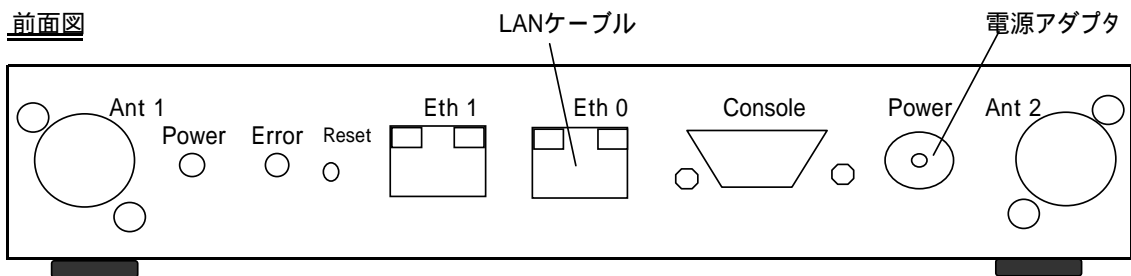 前面図
LANケーブル
電源アダプタ
Ant 1
Power
Error
Reset
Eth 1
Eth 0
Console
Power
Ant 2